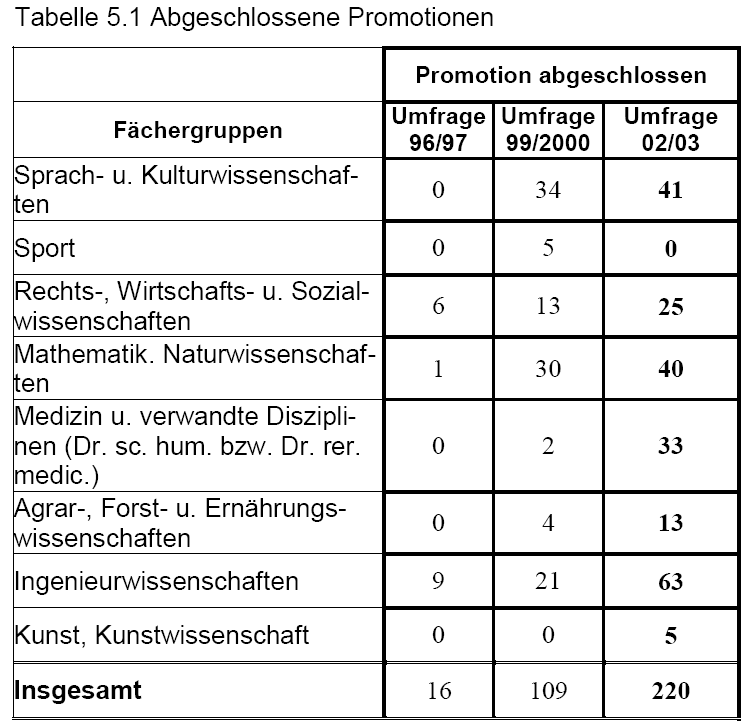 Tabelle 5.1 Abgeschlossene Promotionen
Promotion abgeschlossen
Fächergruppen
Umfrage 96/97
Umfrage 99/2000
Umfrage 02/03
Sprach- u. Kulturwissenschaf-
ten 0 34 41
Sport 0 5 0
Rechts-, Wirtschafts- u. Sozial-
wissenschaften 6 13 25
Mathematik. Naturwissenschaf-
ten 1 30 40
Medizin u. verwandte Diszipli-
nen (Dr. sc. hum. bzw. Dr. rer.
medic.) 0 2 33
Agrar-, Forst- u. Ernährungs-
wissenschaften 0 4 13
Ingenieurwissenschaften 9 21 63
Kunst, Kunstwissenschaft 0 0 5
Insgesamt 16 109 220